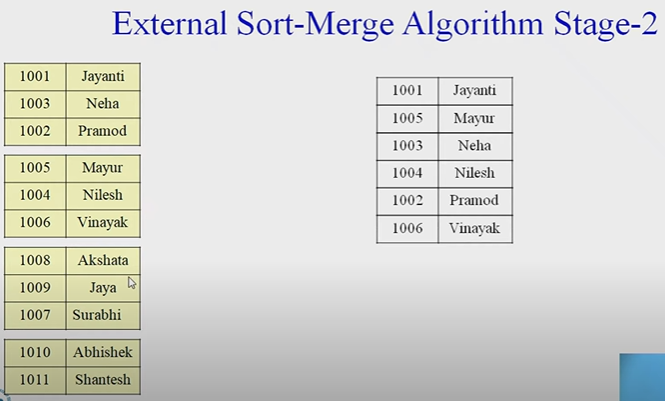 External Sort-Merge Algorithm Stage-2
1001 Jayanti
1003 Neha
1002 Pramod
1005 Mayur
1004 Nilesh
1006 Vinayak
1008 Akshata
1009 Jaya
1007 Surabhi
1010 Abhishek
1011 Shantesh
1001 Jayanti
1005 Mayur
1003 Neha
1004 Nilesh
1002 Pramod
1006 Vinayak